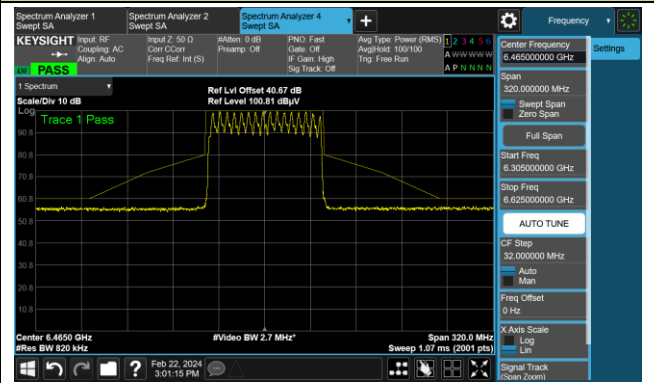 Spectrum Analyzer 1
Swept SA
Spectrum Analyzer 2
Swept SA
Spectrum Analyzer 4
Swept SA
Frequency
KEYSIGHT
Input: RF
Coupling: AC
Align: Auto
Input Z: 50 Ω
Corr CCorr
Freq Ref: Int (S)
#Atten: 0 dB
Preamp: Off
PNO: Fast
Gate: Off
IF Gain: High
Sig Track: Off
Avg Type: Power (RMS)
Avg|Hold: 100/100
Trig: Free Run
1 2 3 4 5 6
A W W W W W
A P N N N N
PASS
1 Spectrum
Scale/Div 10 dB
Ref Lvl Offset 40.67 dB
Ref Level 100.81 dBµV
Log
Trace 1 Pass
90.8
80.8
70.8
60.8
50.8
40.8
30.8
20.8
10.8
Center 6.4650 GHz
#Res BW 820 kHz
#Video BW 2.7 MHz*
Span 320.0 MHz
Sweep 1.07 ms (2001 pts)
Center Frequency
6.465000000 GHz
Settings
Span
320.000000 MHz
Swept Span
Zero Span
Full Span
Start Freq
6.305000000 GHz
Stop Freq
6.625000000 GHz
AUTO TUNE
CF Step
32.000000 MHz
Auto
Man
Freq Offset
0 Hz
X Axis Scale
Log
Lin
Signal Track
(Span Zoom)
?
Feb 22, 2024
3:01:15 PM